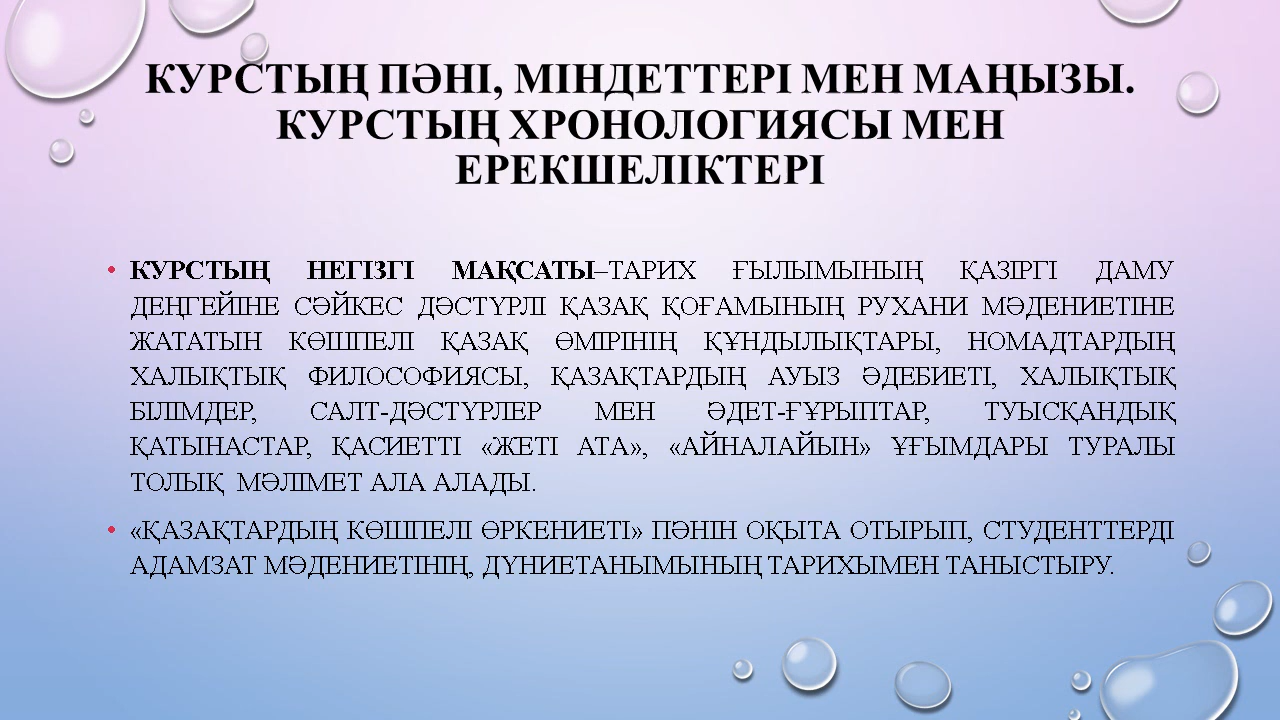 КУРСТЫҢ ПӘНІ, МІНДЕТТЕРІ МЕН МАҢЫЗЫ.
КУРСТЫҢ ХРОНОЛОГИЯСЫ МЕН
ЕРЕКШЕЛІКТЕРІ
• КУРСТЫҢ НЕГІЗГІ МАҚСАТЫ–ТАРИХ ҒЫЛЫМЫНЫҢ ҚАЗІРГІ ДАМУ
ДЕҢГЕЙІНЕ СӘЙКЕС ДӘСТҮРЛІ ҚАЗАҚ ҚОҒАМЫНЫҢ РУХАНИ МӘДЕНИЕТІНЕ
ЖАТАТЫН КӨШПЕЛІ ҚАЗАҚ ӨМІРІНІҢ ҚҰНДЫЛЫҚТАРЫ, НОМАДТАРДЫҢ
ХАЛЫҚТЫҚ ФИЛОСОФИЯСЫ, ҚАЗАҚТАРДЫҢ АУЫЗ ӘДЕБИЕТІ, ХАЛЫҚТЫҚ
БІЛІМДЕР, САЛТ-ДӘСТҮРЛЕР МЕН ӘДЕТ-ҒҰРЫПТАР, ТУЫСҚАНДЫҚ
ҚАТЫНАСТАР, ҚАСИЕТТІ «ЖЕТІ АТА», «АЙНАЛАЙЫН» ҰҒЫМДАРЫ ТУРАЛЫ
ТОЛЫҚ МӘЛІМЕТ АЛА АЛАДЫ.
• «ҚАЗАҚТАРДЫҢ КӨШПЕЛІ ӨРКЕНИЕТІ» ПӘНІН ОҚЫТА ОТЫРЫП, СТУДЕНТТЕРДІ
АДАМЗАТ МӘДЕНИЕТІНІҢ, ДҮНИЕТАНЫМЫНЫҢ ТАРИХЫМЕН ТАНЫСТЫРУ.